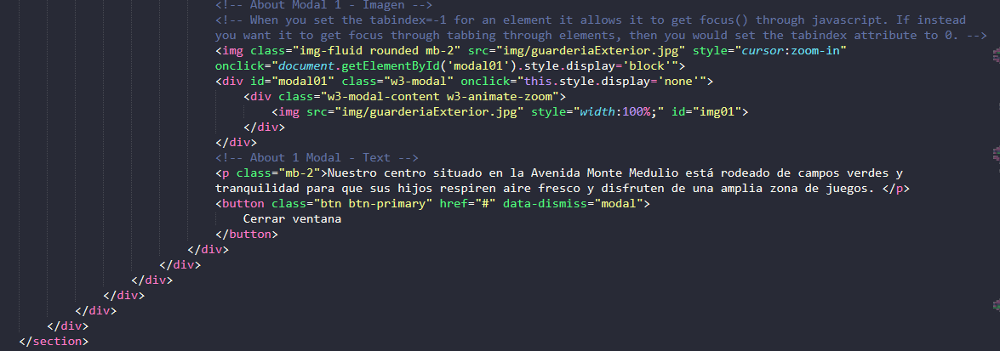 <!-- About Modal 1 - Imagen -->
<!-- When you set the tabindex=-1 for an element it allows it to get focus() through javascript. If instead
you want it to get focus through tabbing through elements, then you would set the tabindex attribute to 0. -->
<img class="img-fluid rounded mb-2" src="img/guarderiaExterior.jpg" style="cursor:zoom-in"
onclick="document.getElementById('modal01').style.display='block'">
<div id="modal01" class="w3-modal" onclick="this.style.display='none'">
<div class="w3-modal-content w3-animate-zoom">
<img src="img/guarderiaExterior.jpg" style="width:100%;" id="img01">
</div>
</div>
<!-- About 1 Modal - Text -->
<p class="mb-2">Nuestro centro situado en la Avenida Monte Medulio está rodeado de campos verdes y
tranquilidad para que sus hijos respiren aire fresco y disfruten de una amplia zona de juegos. </p>
<button class="btn btn-primary" href="#" data-dismiss="modal">
Cerrar ventana
</button>
</div>
</div>
</div>
</div>
</div>
</div>
</section>